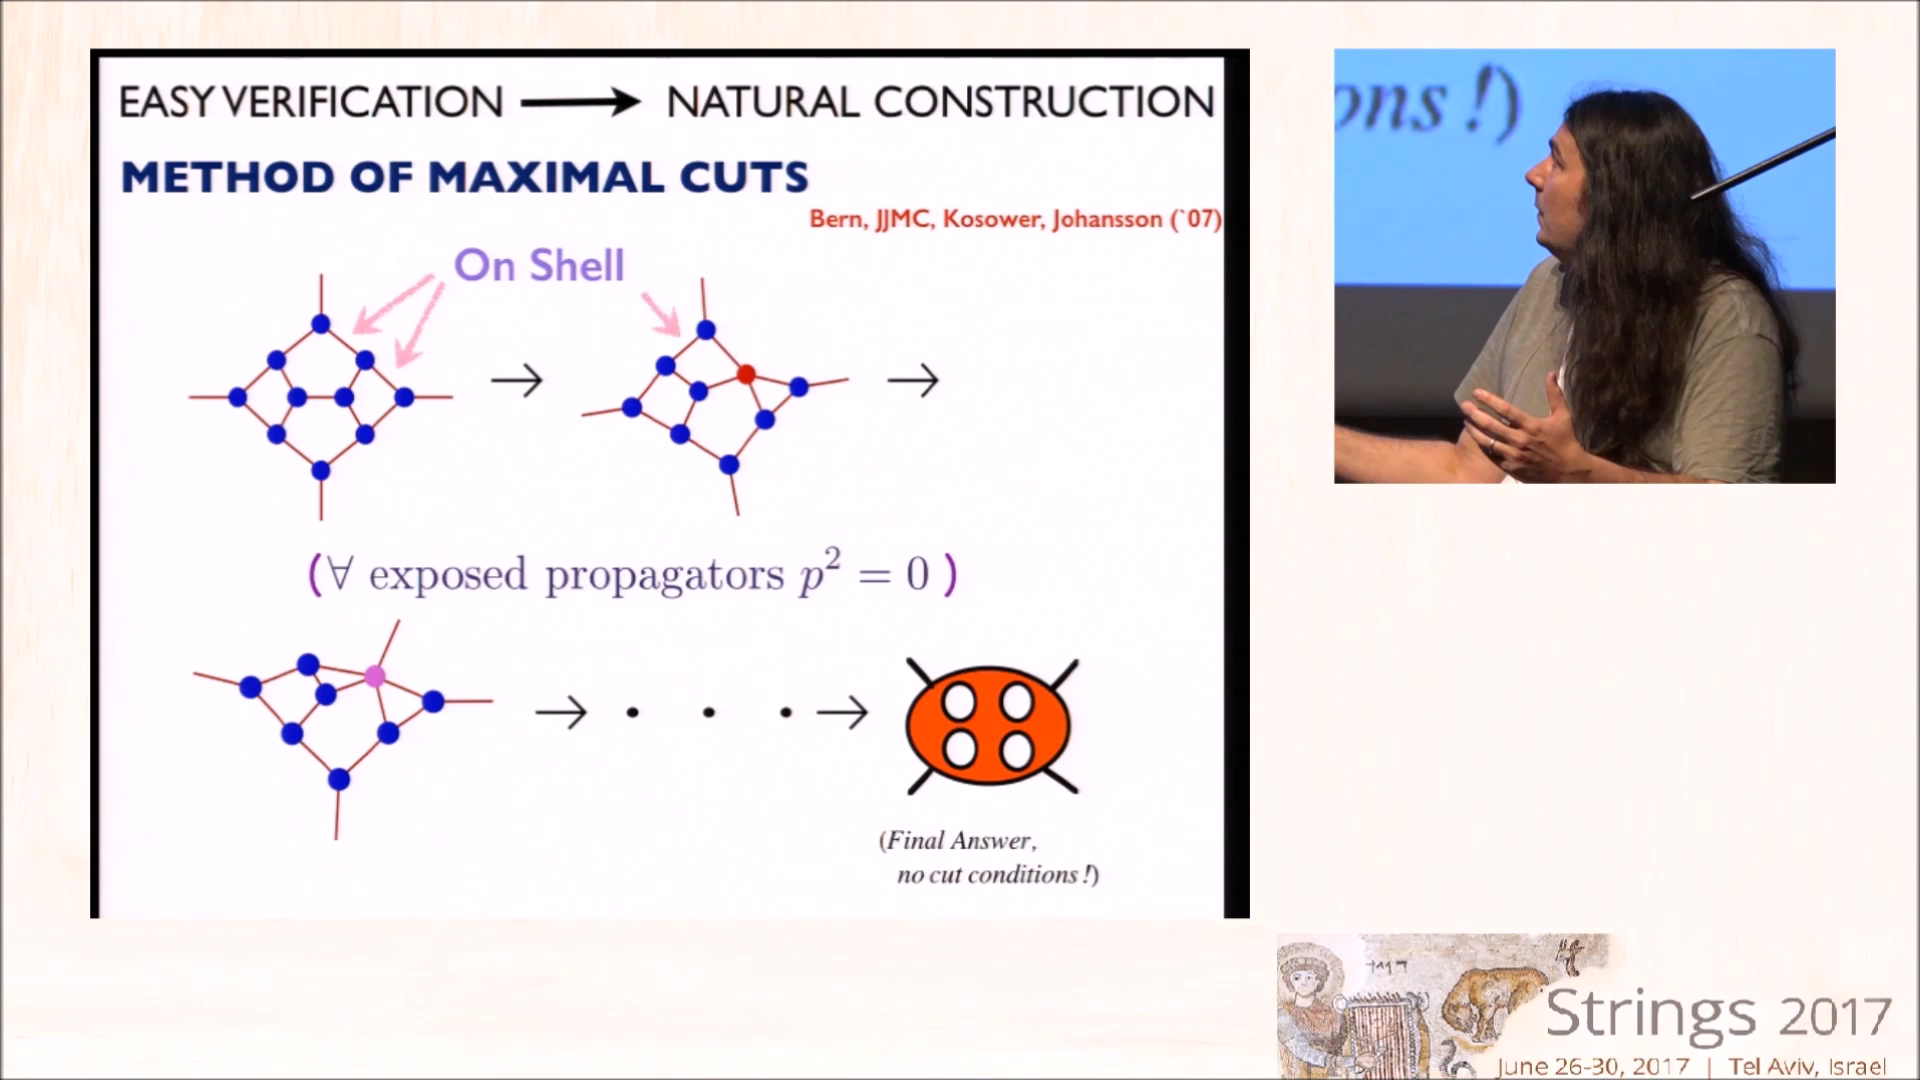 EASY VERIFICATION → NATURAL CONSTRUCTION
METHOD OF MAXIMAL CUTS
Bern, JJMC, Kosower, Johansson (`07)
On Shell
(∀ exposed propagators p² = 0 )
(Final Answer,
no cut conditions !)
ons !)
Strings 2017
June 26-30, 2017 | Tel Aviv, Israel